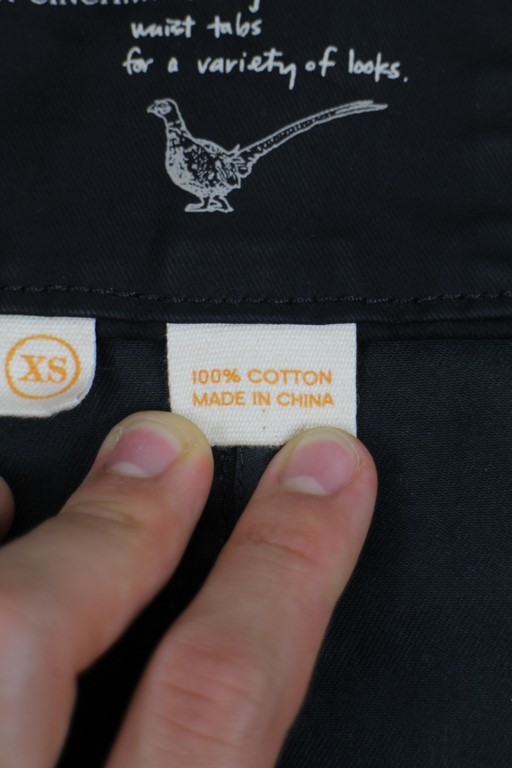 waist tabs
for a variety of looks.
XS
100% COTTON
MADE IN CHINA